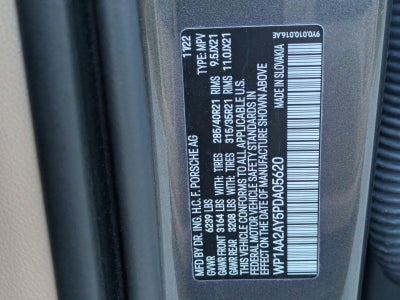 MFD BY DR. ING. H.C. F. PORSCHE AG 11/22
GVWR 6239 LBS TYPE: MPV
GAWR FRONT 3164 LBS WITH: TIRES 285/40R21 RIMS 9.5JX21
GAWR REAR 3208 LBS WITH: TIRES 315/35R21 RIMS 11.0JX21
THIS VEHICLE CONFORMS TO ALL APPLICABLE U.S.
FEDERAL MOTOR VEHICLE SAFETY STANDARDS IN
EFFECT ON THE DATE OF MANUFACTURE SHOWN ABOVE
WP1AA2AY5PDA05620
MADE IN SLOVAKIA
9Y0.010.016.AE